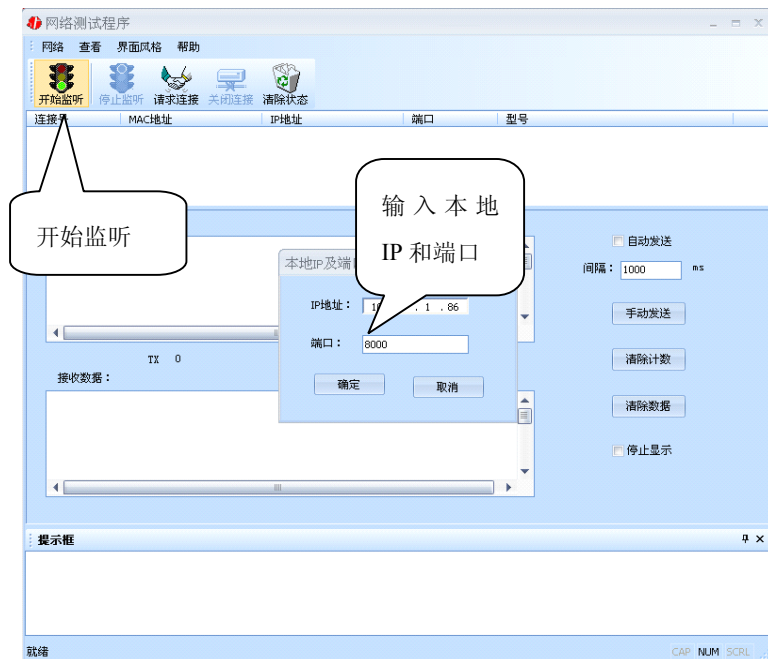 网络测试程序
网络 查看 界面风格 帮助
开始监听 停止监听 请求连接 关闭连接 清除状态
连接号 MAC地址 IP地址 端口 型号
开始监听
输入本地
IP和端口
自动发送
间隔： 1000 ms
手动发送
清除计数
清除数据
停止显示
本地IP及端
IP地址： . 1 . 86
端口： 8000
确定 取消
TX 0
接收数据：
提示框
就绪
CAP NUM SCRL